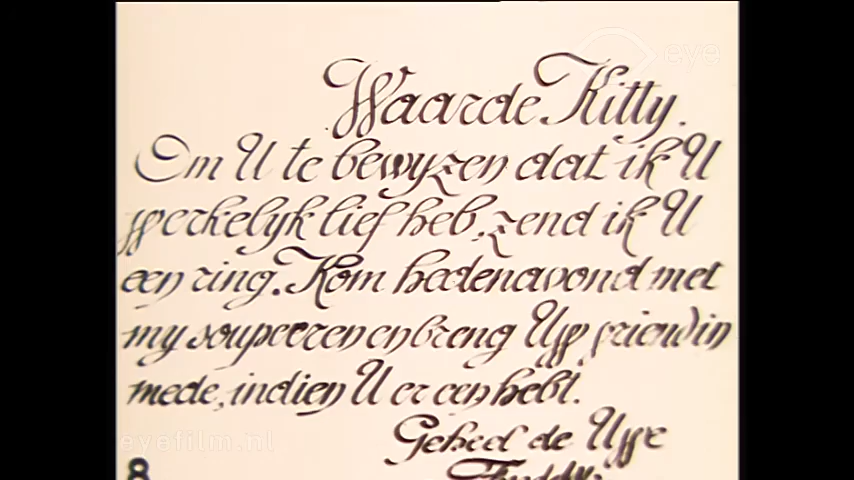 eye
Waarde Kitty.
Om U te bewyzen dat ik U
werkelyk lief heb, zend ik U
een ring. Kom hedenavond met
my soupeeren en breng Uw vriendin
mede, indien U er een hebt.
Geheel de Uwe
eyefilm.nl
8